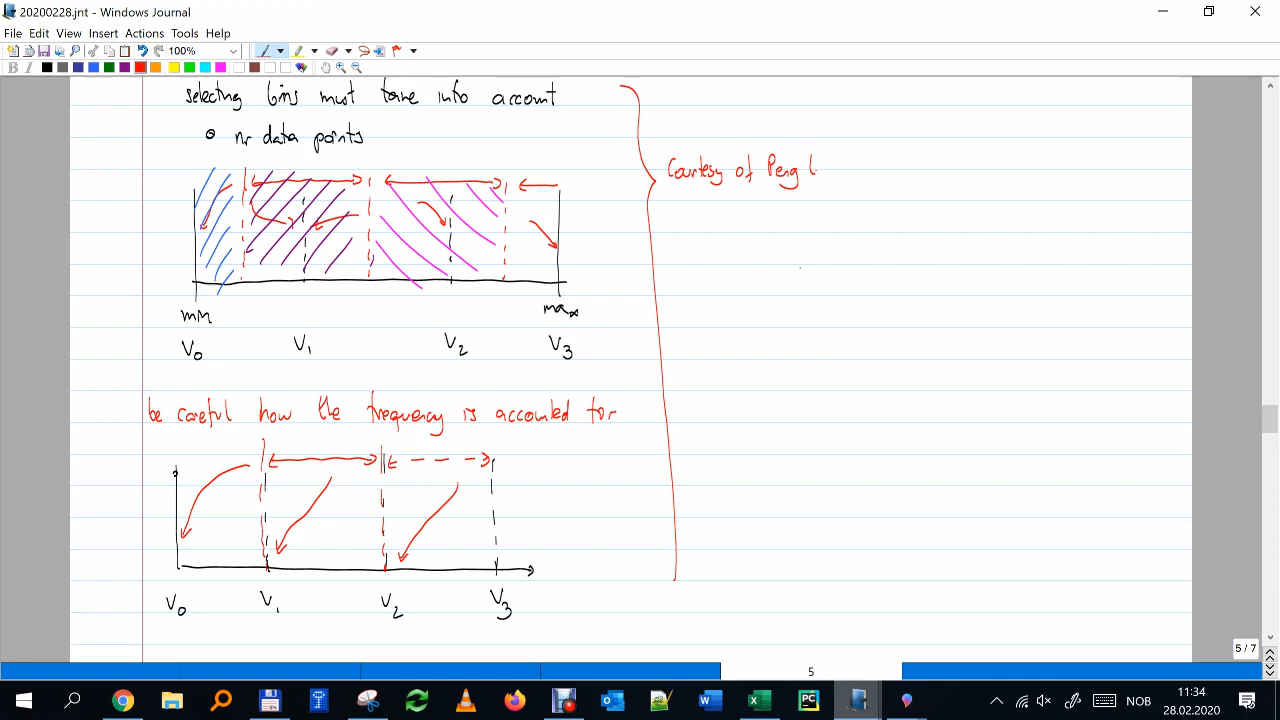 20200228.jnt - Windows Journal
File Edit View Insert Actions Tools Help
100%
B I
selecting bins must take into account
nr data points
Courtesy of Peng
min max
V0 V1 V2 V3
be careful how the frequency is accounted for
V0 V1 V2 V3
5 / 7
5
NOB
11:34
28.02.2020